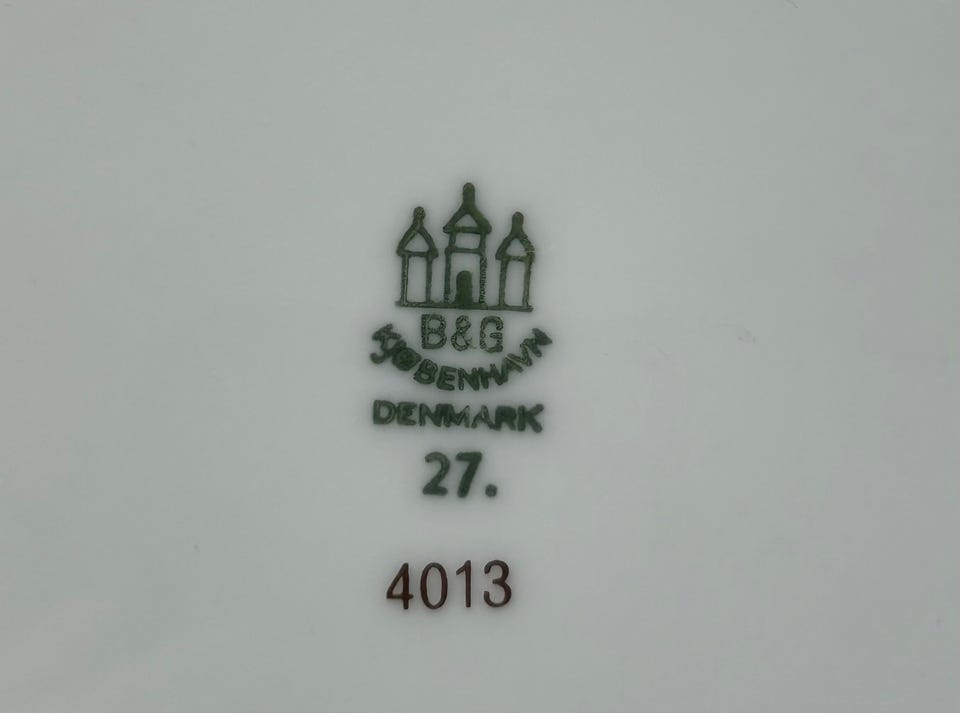 B&G
KJØBENHAVN
DENMARK
27.
4013